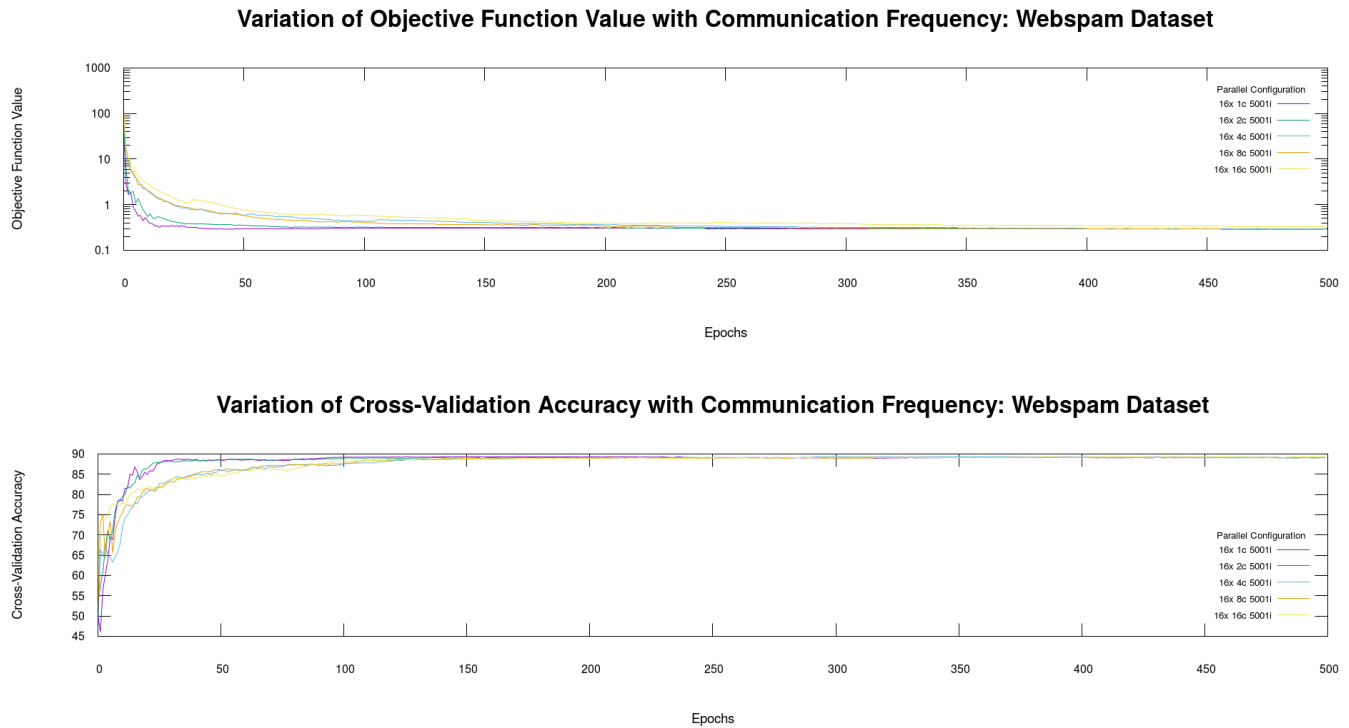 Variation of Objective Function Value with Communication Frequency: Webspam Dataset
1000
100
10
1
0.1
Objective Function Value
Parallel Configuration
16x 1c 5001i
16x 2c 5001i
16x 4c 5001i
16x 8c 5001i
16x 16c 5001i
0 50 100 150 200 250 300 350 400 450 500
Epochs
Variation of Cross-Validation Accuracy with Communication Frequency: Webspam Dataset
90
85
80
75
70
65
60
55
50
45
Cross-Validation Accuracy
Parallel Configuration
16x 1c 5001i
16x 2c 5001i
16x 4c 5001i
16x 8c 5001i
16x 16c 5001i
0 50 100 150 200 250 300 350 400 450 500
Epochs